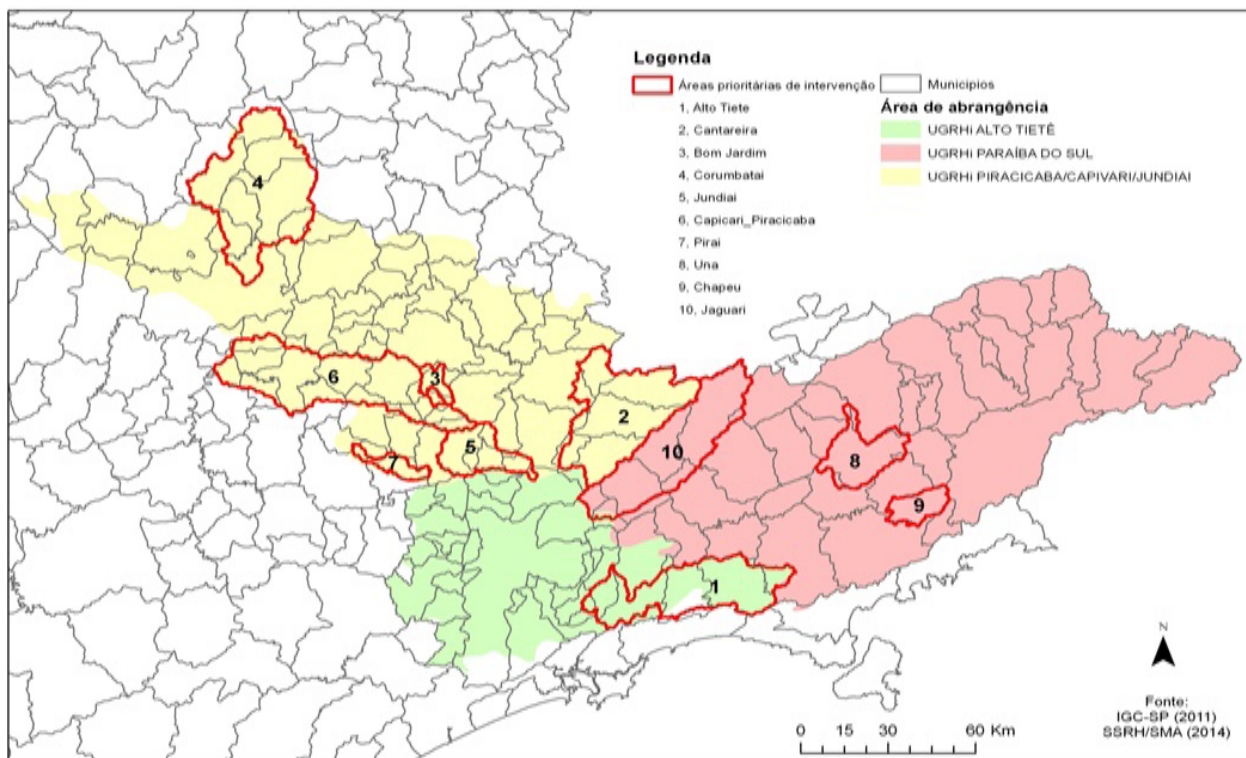 Legenda
Áreas prioritárias de intervenção
1, Alto Tiete
2, Cantareira
3, Bom Jardim
4, Corumbatai
5, Jundiai
6, Capicari_Piracicaba
7, Pirai
8, Una
9, Chapeu
10, Jaguari
Municípios
Área de abrangência
UGRHi ALTO TIETÊ
UGRHi PARAÍBA DO SUL
UGRHi PIRACICABA/CAPIVARI/JUNDIAI
4
6
3
5
7
2
10
8
9
1
N
Fonte:
IGC-SP (2011)
SSRH/SMA (2014)
0 15 30 60 Km